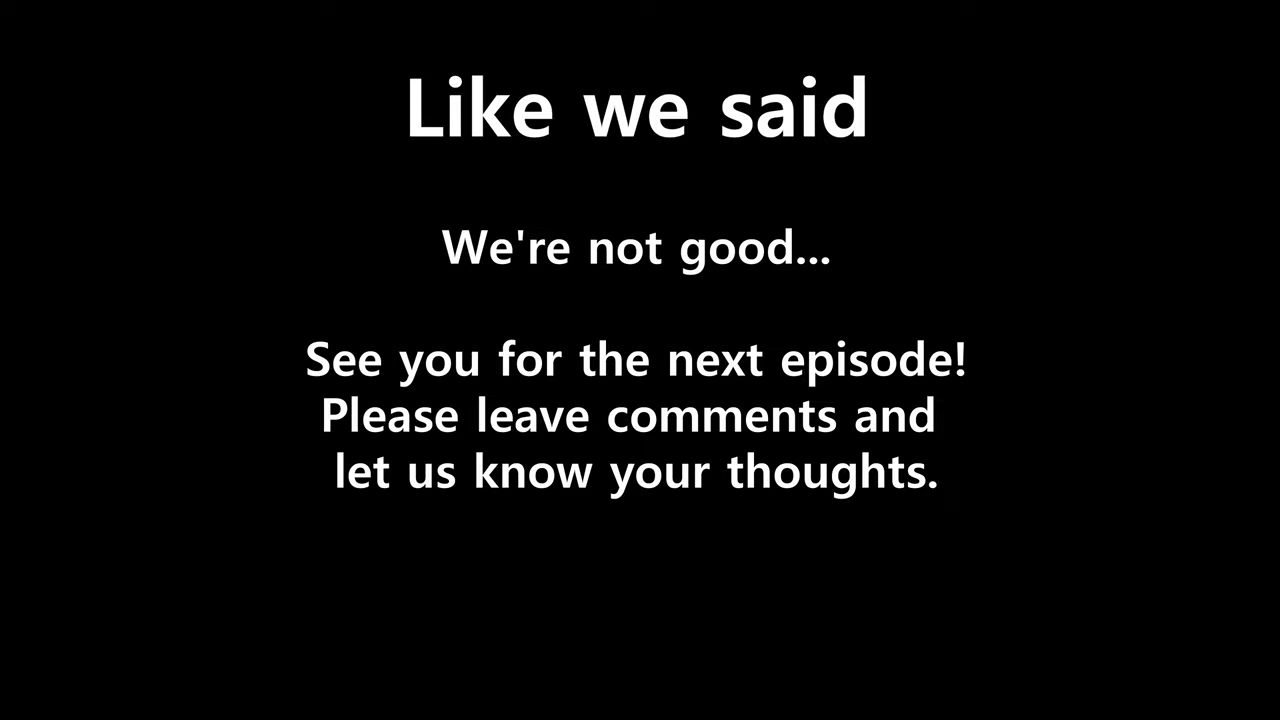 Like we said
We're not good...
See you for the next episode!
Please leave comments and
let us know your thoughts.